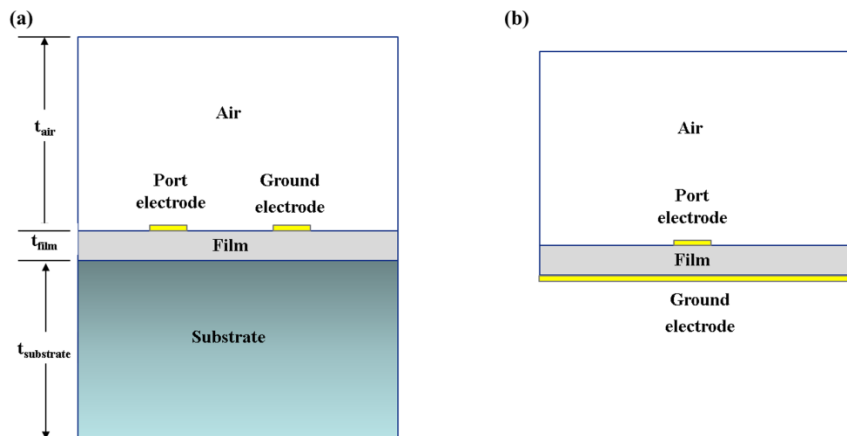 (a)
Air
t_air
Port
electrode
Ground
electrode
t_film
Film
t_substrate
Substrate
(b)
Air
Port
electrode
Film
Ground
electrode